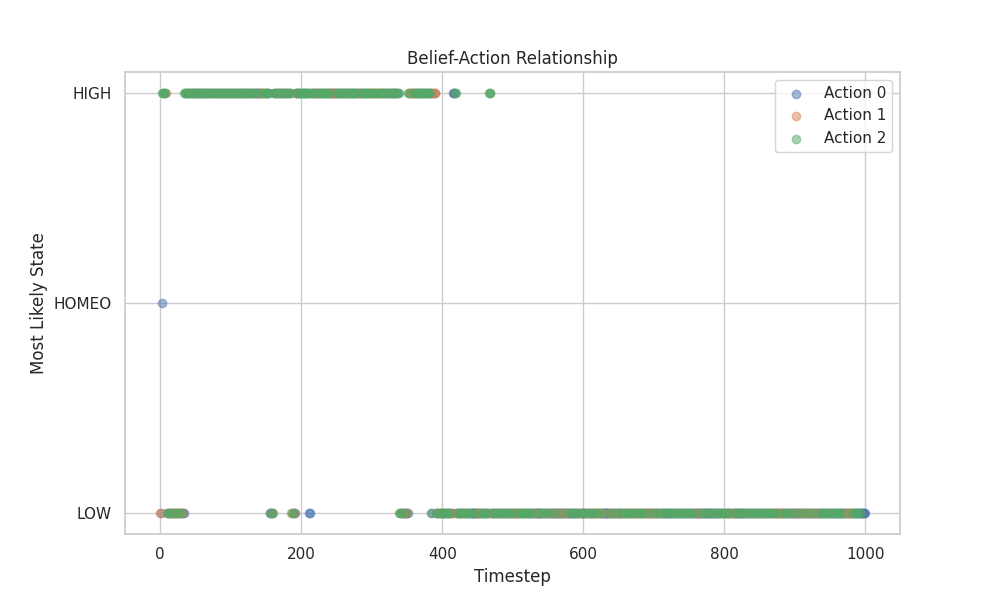 Belief-Action Relationship
HIGH
HOMEO
LOW
Most Likely State
Action 0
Action 1
Action 2
0 200 400 600 800 1000
Timestep